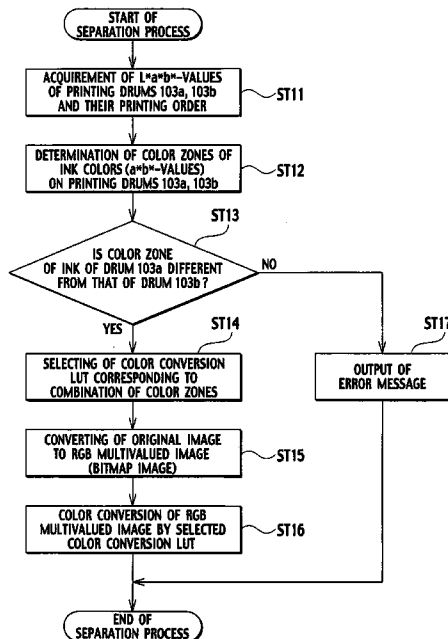 START OF
SEPARATION PROCESS
ACQUIREMENT OF L*a*b*-VALUES
OF PRINTING DRUMS 103a, 103b
AND THEIR PRINTING ORDER
ST11
DETERMINATION OF COLOR ZONES OF
INK COLORS (a*b*-VALUES)
ON PRINTING DRUMS 103a, 103b
ST12
ST13
IS COLOR ZONE
OF INK OF DRUM 103a DIFFERENT
FROM THAT OF DRUM 103b?
NO
YES
ST14
SELECTING OF COLOR CONVERSION
LUT CORRESPONDING TO
COMBINATION OF COLOR ZONES
ST17
OUTPUT OF
ERROR MESSAGE
CONVERTING OF ORIGINAL IMAGE
TO RGB MULTIVALUED IMAGE
(BITMAP IMAGE)
ST15
COLOR CONVERSION OF RGB
MULTIVALUED IMAGE BY SELECTED
COLOR CONVERSION LUT
ST16
END OF
SEPARATION PROCESS